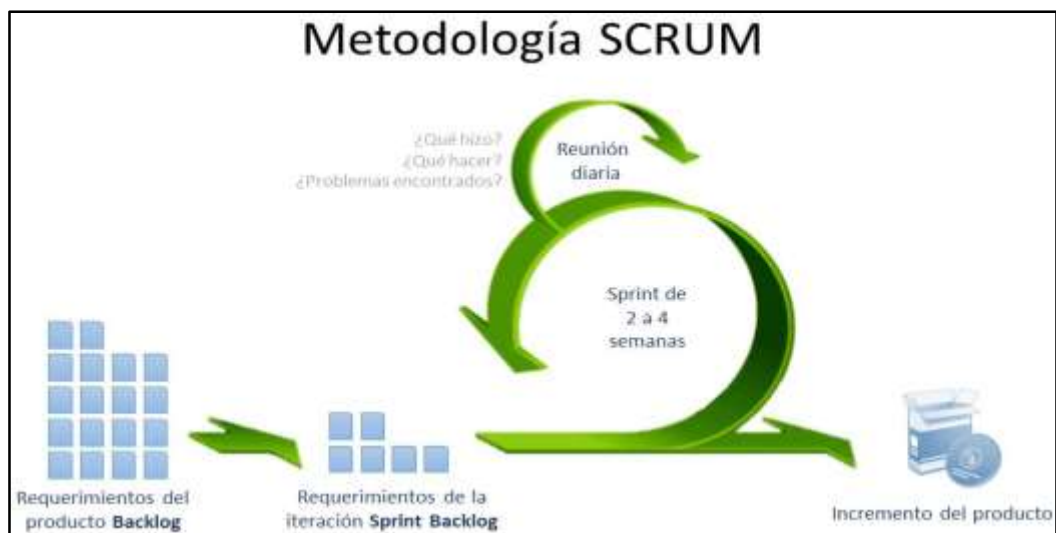 Metodología SCRUM
¿Qué hizo?
¿Qué hacer?
¿Problemas encontrados?
Reunión
diaria
Sprint de
2 a 4
semanas
Requerimientos del
producto Backlog
Requerimientos de la
iteración Sprint Backlog
Incremento del producto